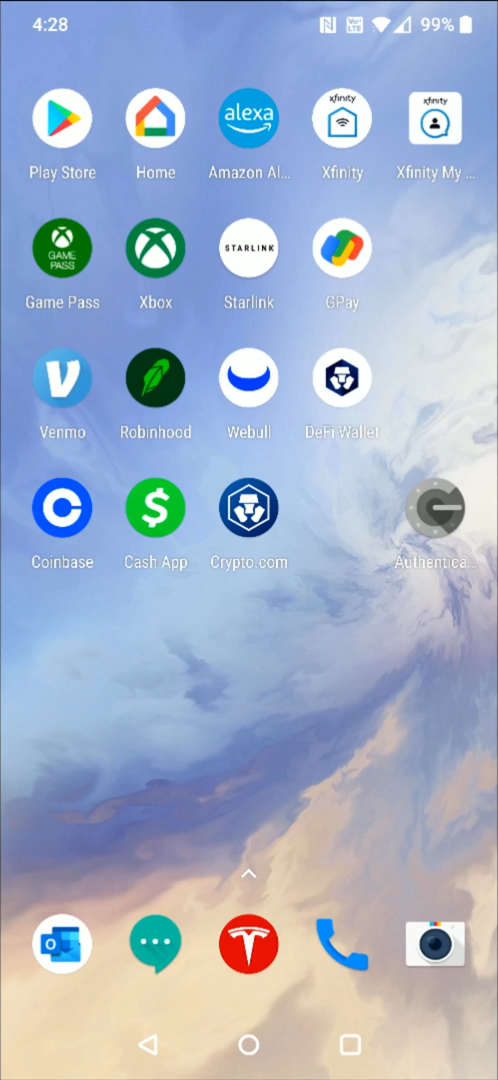 4:28 99%
Play Store Home Amazon Al... Xfinity Xfinity My ...
Game Pass Xbox Starlink GPay
Venmo Robinhood Webull DeFi Wallet
Coinbase Cash App Crypto.com Authentica...
alexa
xfinity
xfinity
GAME
PASS
STARLINK
VoLTE